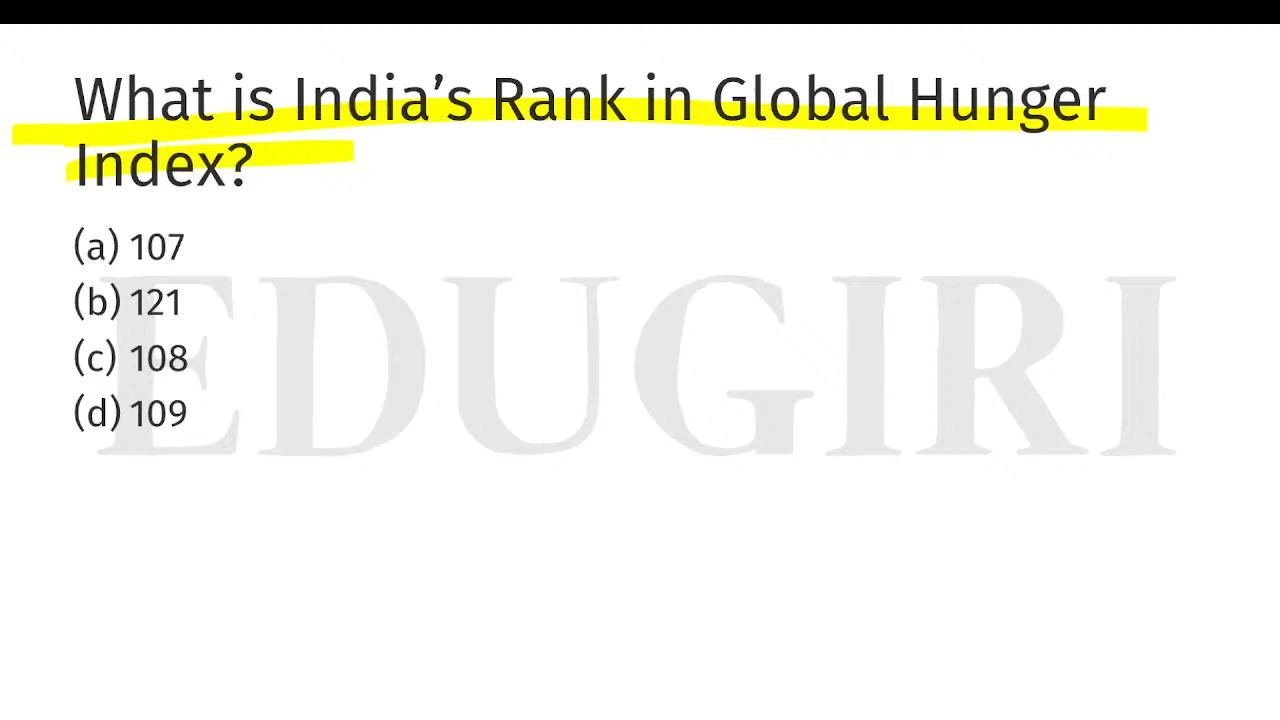 What is India’s Rank in Global Hunger
Index?
(a) 107
(b) 121
(c) 108
(d) 109
EDUGIRI